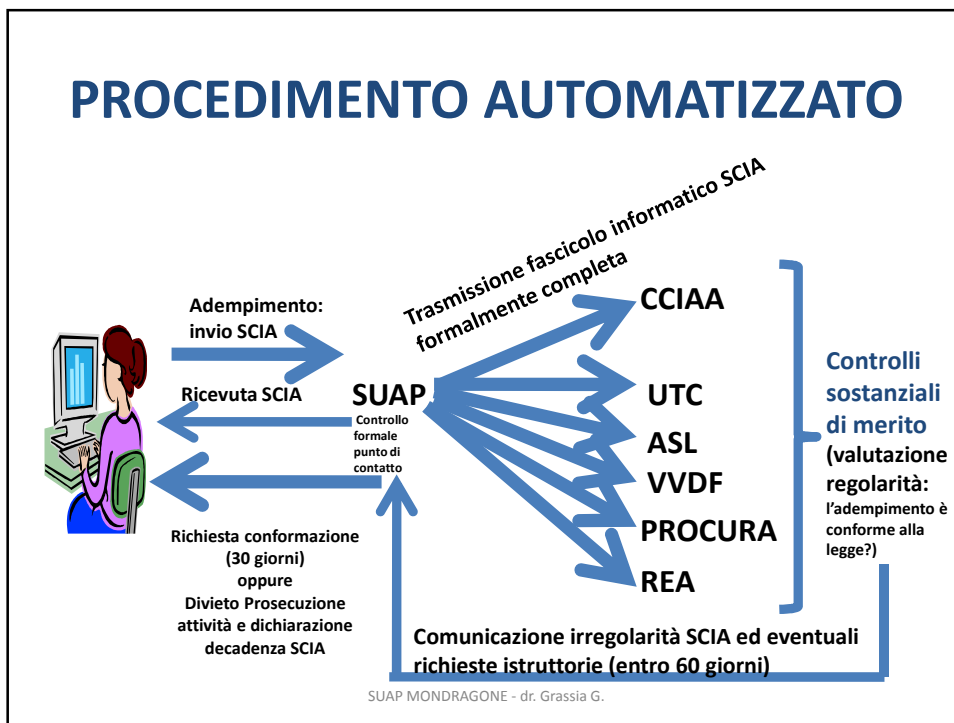 PROCEDIMENTO AUTOMATIZZATO
Trasmissione fascicolo informatico SCIA
formalmente completa
Adempimento:
invio SCIA
Ricevuta SCIA
SUAP
Controllo
formale
punto di
contatto
Richiesta conformazione
(30 giorni)
oppure
Divieto Prosecuzione
attività e dichiarazione
decadenza SCIA
CCIAA
UTC
ASL
VVDF
PROCURA
REA
Controlli
sostanziali
di merito
(valutazione
regolarità:
l'adempimento è
conforme alla
legge?)
Comunicazione irregolarità SCIA ed eventuali
richieste istruttorie (entro 60 giorni)
SUAP MONDRAGONE - dr. Grassia G.